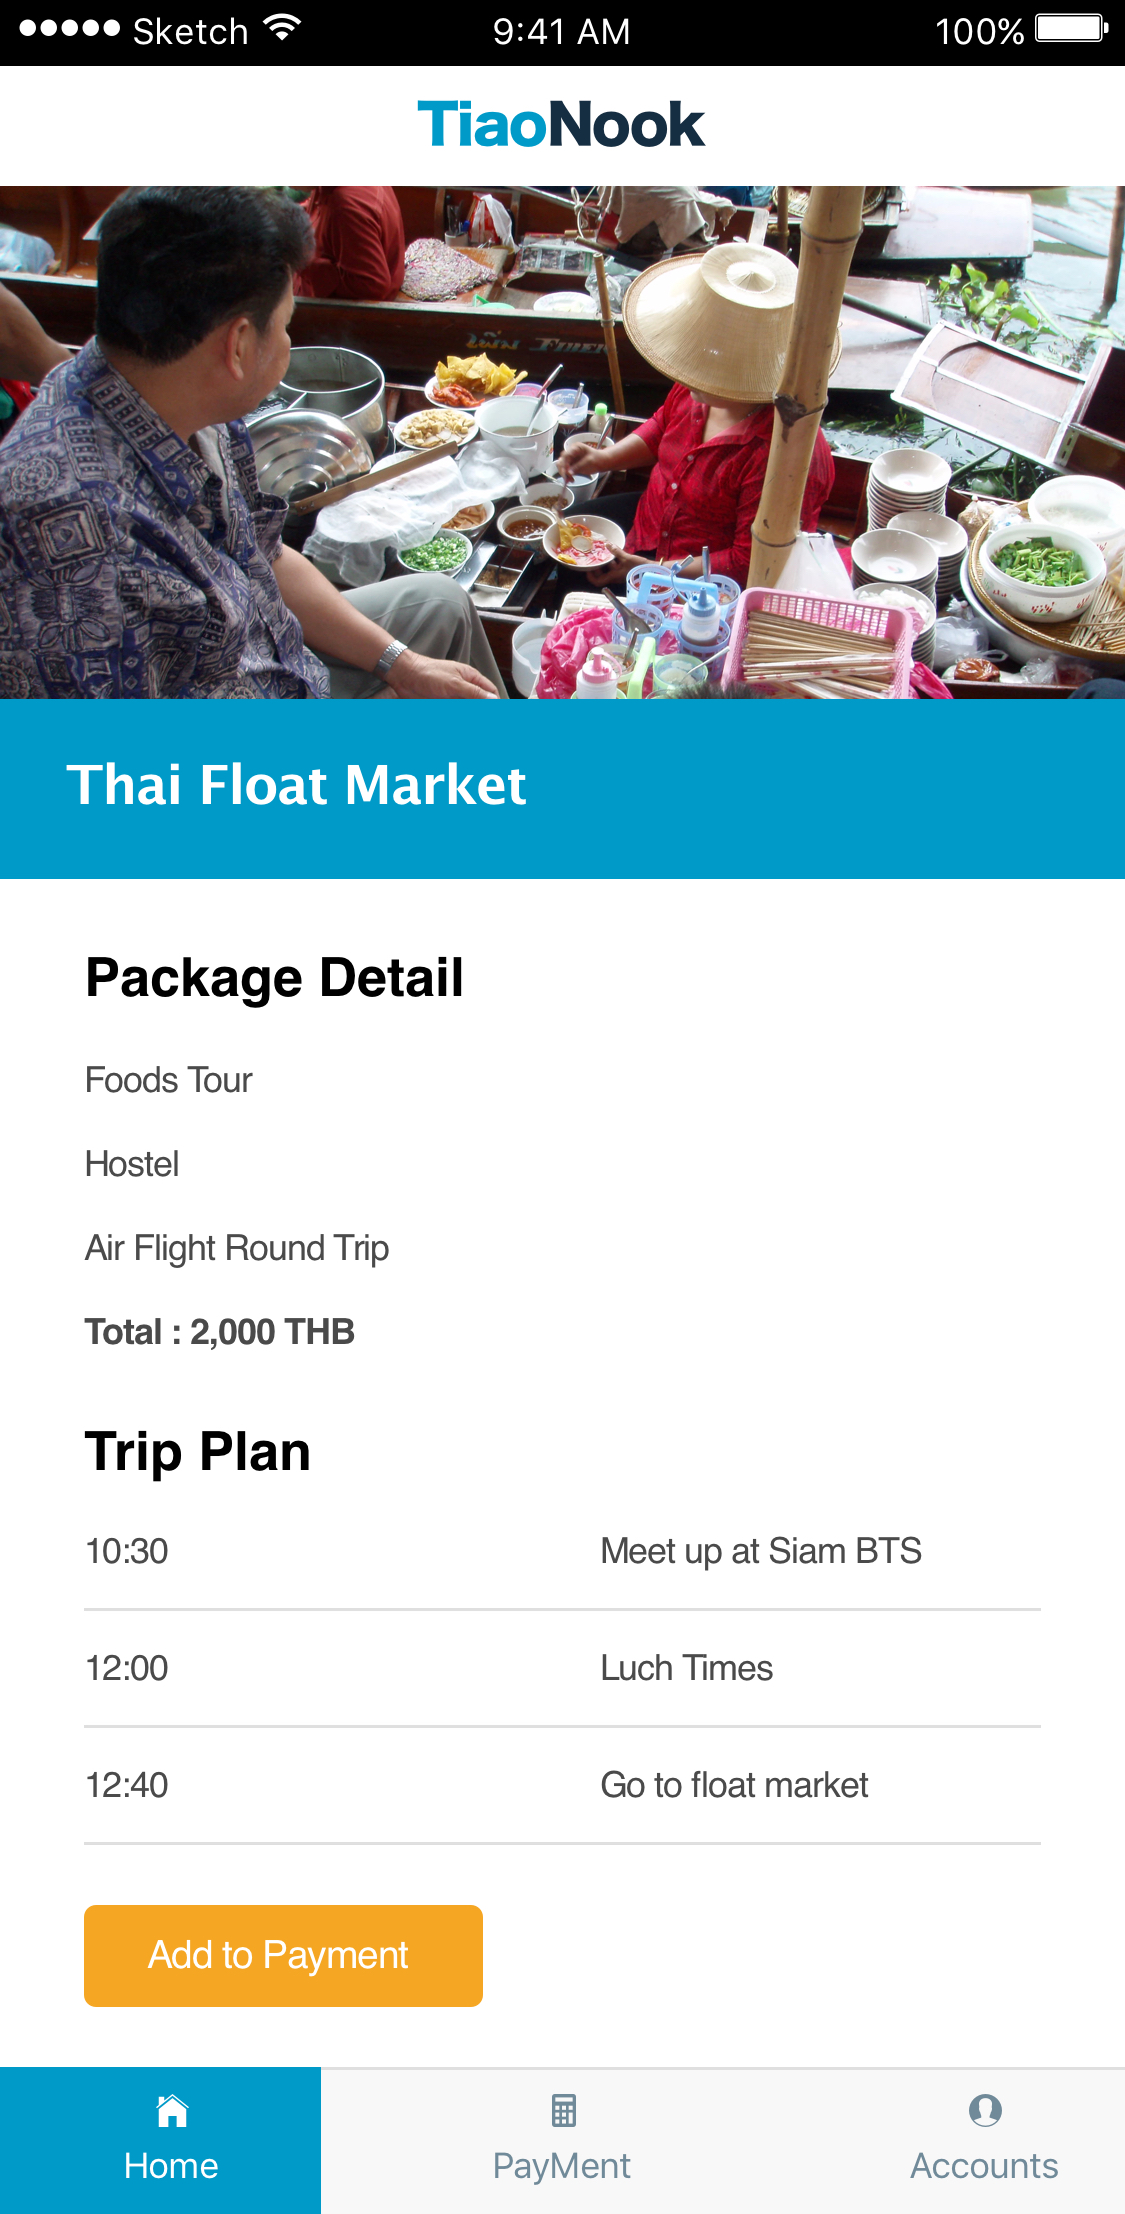 Sketch 9:41 AM 100%
TiaoNook
Thai Float Market
Package Detail
Foods Tour
Hostel
Air Flight Round Trip
Total : 2,000 THB
Trip Plan
10:30 Meet up at Siam BTS
12:00 Luch Times
12:40 Go to float market
Add to Payment
Home PayMent Accounts